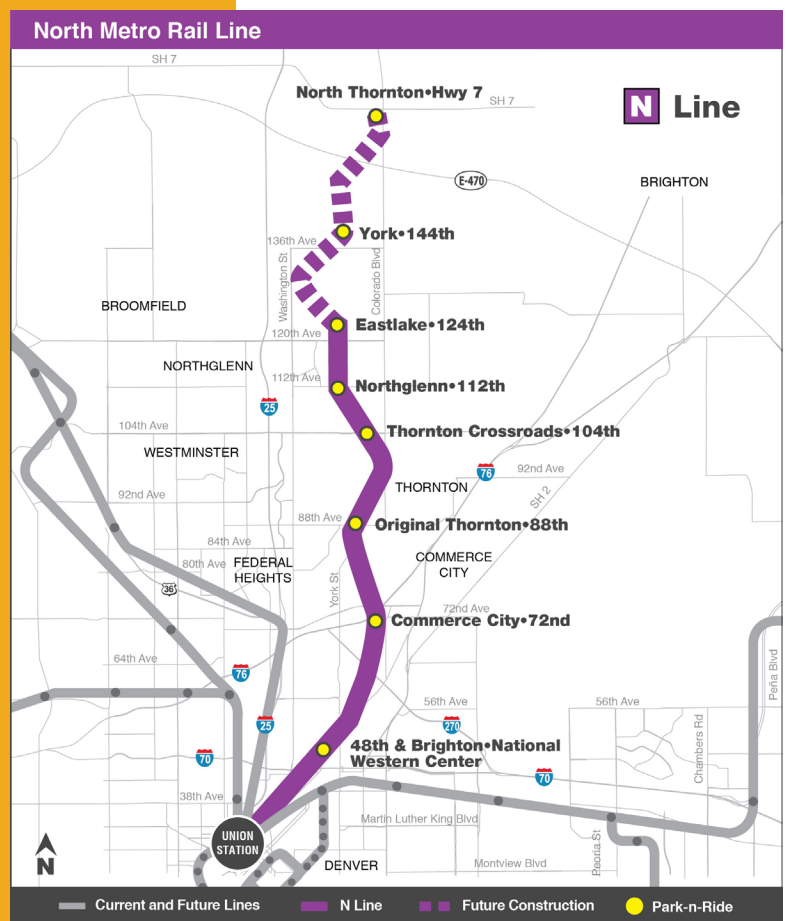 North Metro Rail Line
SH 7
North Thornton•Hwy 7
SH 7
N Line
E-470
BRIGHTON
York•144th
136th Ave
Washington St
Colorado Blvd
BROOMFIELD
Eastlake•124th
120th Ave
NORTHGLENN
112th Ave
Northglenn•112th
25
104th Ave
Thornton Crossroads•104th
WESTMINSTER
76
92nd Ave
THORNTON
SH 2
92nd Ave
88th Ave
Original Thornton•88th
84th Ave
80th Ave
FEDERAL
HEIGHTS
COMMERCE
CITY
36
York St
72nd Ave
Commerce City•72nd
64th Ave
76
Peña Blvd
56th Ave
56th Ave
25
270
Chambers Rd
48th & Brighton•National
Western Center
70
70
38th Ave
Martin Luther King Blvd
UNION
STATION
Peoria St
N
DENVER
Montview Blvd
Current and Future Lines
N Line
Future Construction
Park-n-Ride